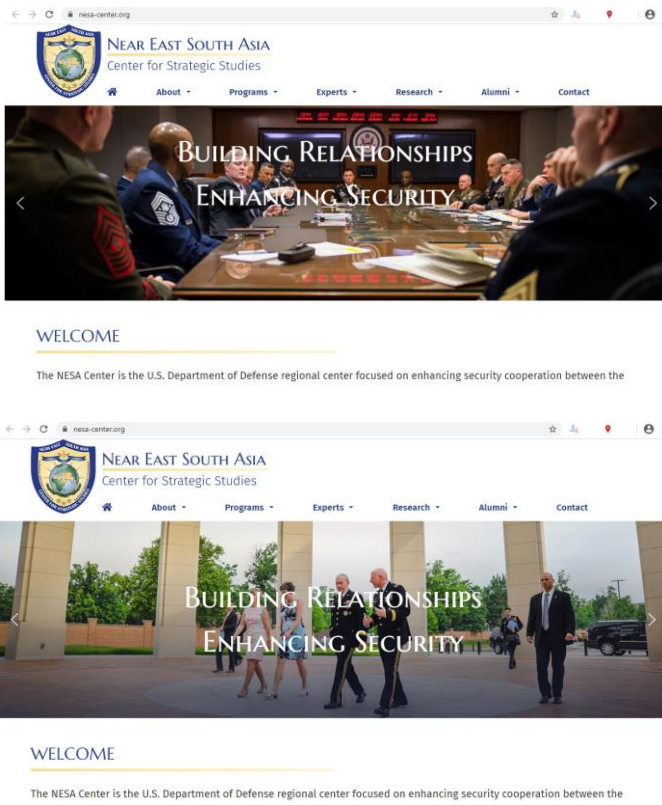 nesa-center.org
NEAR EAST SOUTH ASIA
Center for Strategic Studies
About Programs Experts Research Alumni Contact
BUILDING RELATIONSHIPS
ENHANCING SECURITY
WELCOME
The NESA Center is the U.S. Department of Defense regional center focused on enhancing security cooperation between the
nesa-center.org
NEAR EAST SOUTH ASIA
Center for Strategic Studies
About Programs Experts Research Alumni Contact
BUILDING RELATIONSHIPS
ENHANCING SECURITY
WELCOME
The NESA Center is the U.S. Department of Defense regional center focused on enhancing security cooperation between the